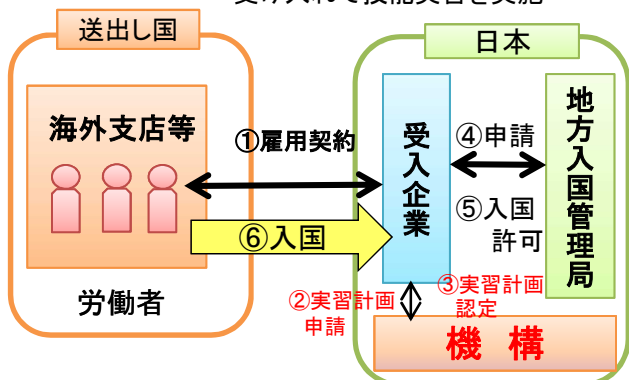 送出し国
日本
海外支店等
労働者
①雇用契約
⑥入国
受入企業
④申請
⑤入国
許可
地方入国管理局
②実習計画
申請
③実習計画
認定
機 構